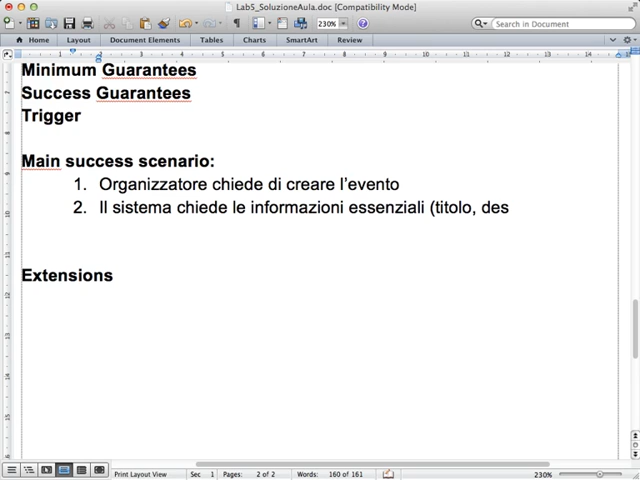 Lab5_SoluzioneAula.doc [Compatibility Mode]
230%
Search in Document
Home Layout Document Elements Tables Charts SmartArt Review
Minimum Guarantees
Success Guarantees
Trigger
Main success scenario:
1. Organizzatore chiede di creare l’evento
2. Il sistema chiede le informazioni essenziali (titolo, des
Extensions
Print Layout View Sec 1 Pages: 2 of 2 Words: 160 of 161 230%